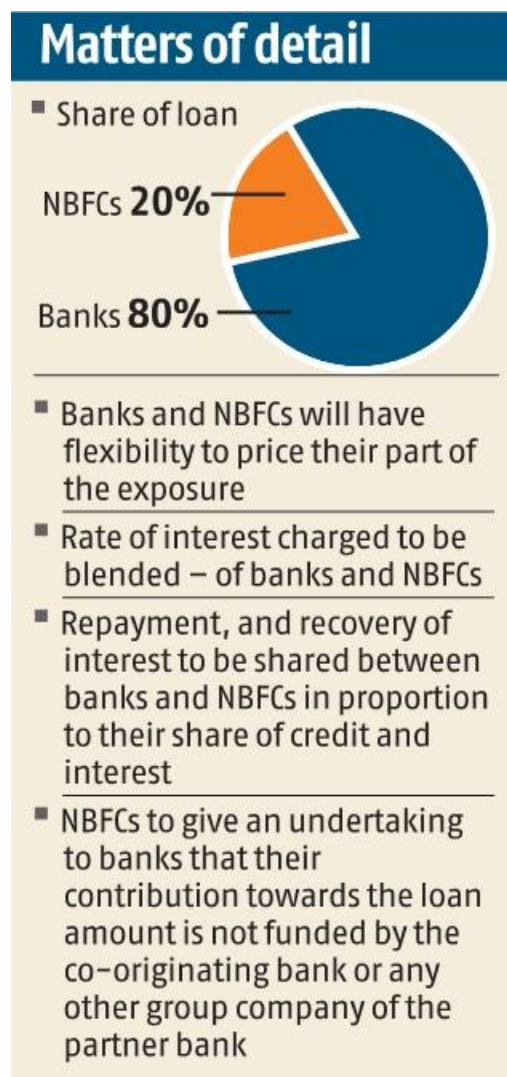 Matters of detail
■ Share of loan
NBFCs 20%
Banks 80%
■ Banks and NBFCs will have
flexibility to price their part of
the exposure
■ Rate of interest charged to be
blended – of banks and NBFCs
■ Repayment, and recovery of
interest to be shared between
banks and NBFCs in proportion
to their share of credit and
interest
■ NBFCs to give an undertaking
to banks that their
contribution towards the loan
amount is not funded by the
co-originating bank or any
other group company of the
partner bank